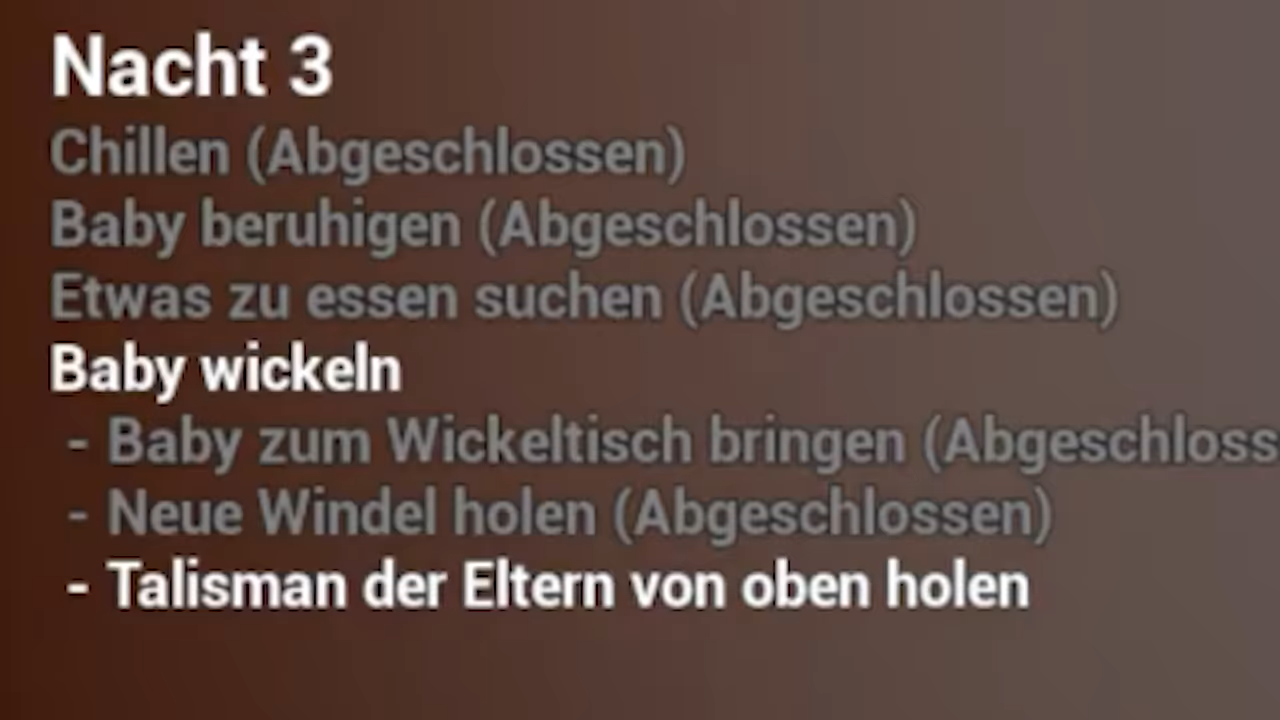 Nacht 3
Chillen (Abgeschlossen)
Baby beruhigen (Abgeschlossen)
Etwas zu essen suchen (Abgeschlossen)
Baby wickeln
- Baby zum Wickeltisch bringen (Abgeschloss
- Neue Windel holen (Abgeschlossen)
- Talisman der Eltern von oben holen